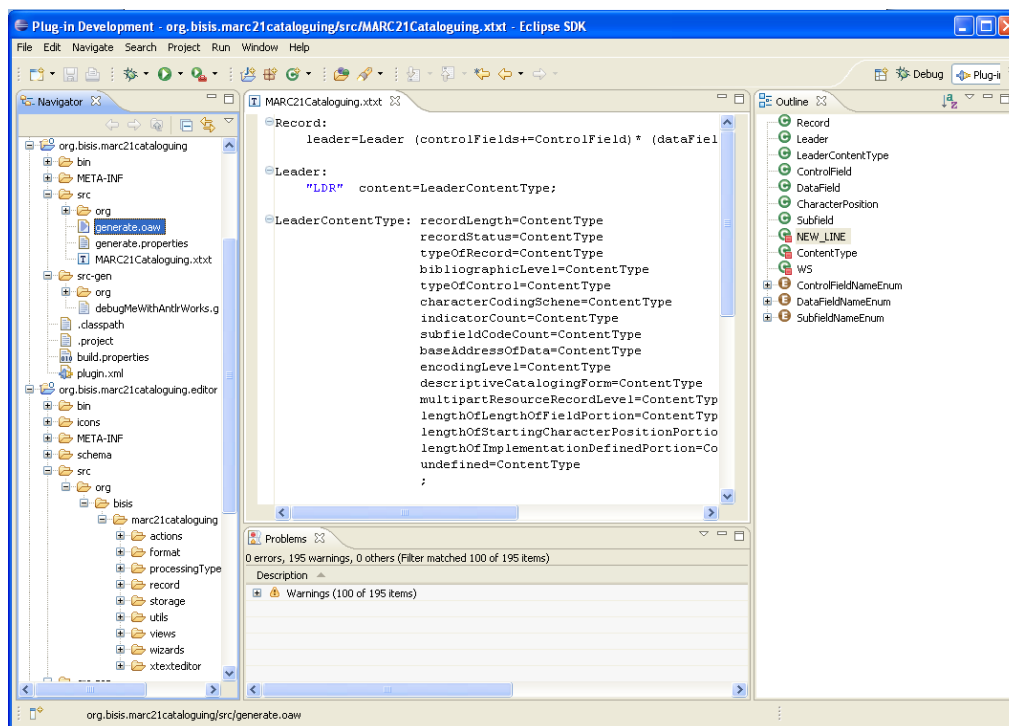 Plug-in Development - org.bisis.marc21cataloguing/src/MARC21Cataloguing.xtxt - Eclipse SDK
File Edit Navigate Search Project Run Window Help
Debug Plug-i
Navigator
org.bisis.marc21cataloguing
bin
META-INF
src
org
generate.oaw
generate.properties
MARC21Cataloguing.xtxt
src-gen
org
debugMeWithAntlrWorks.g
.classpath
.project
build.properties
plugin.xml
org.bisis.marc21cataloguing.editor
bin
icons
META-INF
schema
src
org
bisis
marc21cataloguing
actions
format
processingType
record
storage
utils
views
wizards
xtexteditor
MARC21Cataloguing.xtxt
Record:
leader=Leader (controlFields+=ControlField)* (dataFiel
Leader:
"LDR" content=LeaderContentType;
LeaderContentType: recordLength=ContentType
recordStatus=ContentType
typeOfRecord=ContentType
bibliographicLevel=ContentType
typeOfControl=ContentType
characterCodingSchene=ContentType
indicatorCount=ContentType
subfieldCodeCount=ContentType
baseAddressOfData=ContentType
encodingLevel=ContentType
descriptiveCatalogingForm=ContentType
multipartResourceRecordLevel=ContentTyp
lengthOfLengthOfFieldPortion=ContentTyp
lengthOfStartingCharacterPositionPortio
lengthOfImplementationDefinedPortion=Co
undefined=ContentType
;
Problems
0 errors, 195 warnings, 0 others (Filter matched 100 of 195 items)
Description
Warnings (100 of 195 items)
Outline
Record
Leader
LeaderContentType
ControlField
DataField
CharacterPosition
Subfield
NEW_LINE
ContentType
WS
ControlFieldNameEnum
DataFieldNameEnum
SubfieldNameEnum
org.bisis.marc21cataloguing/src/generate.oaw